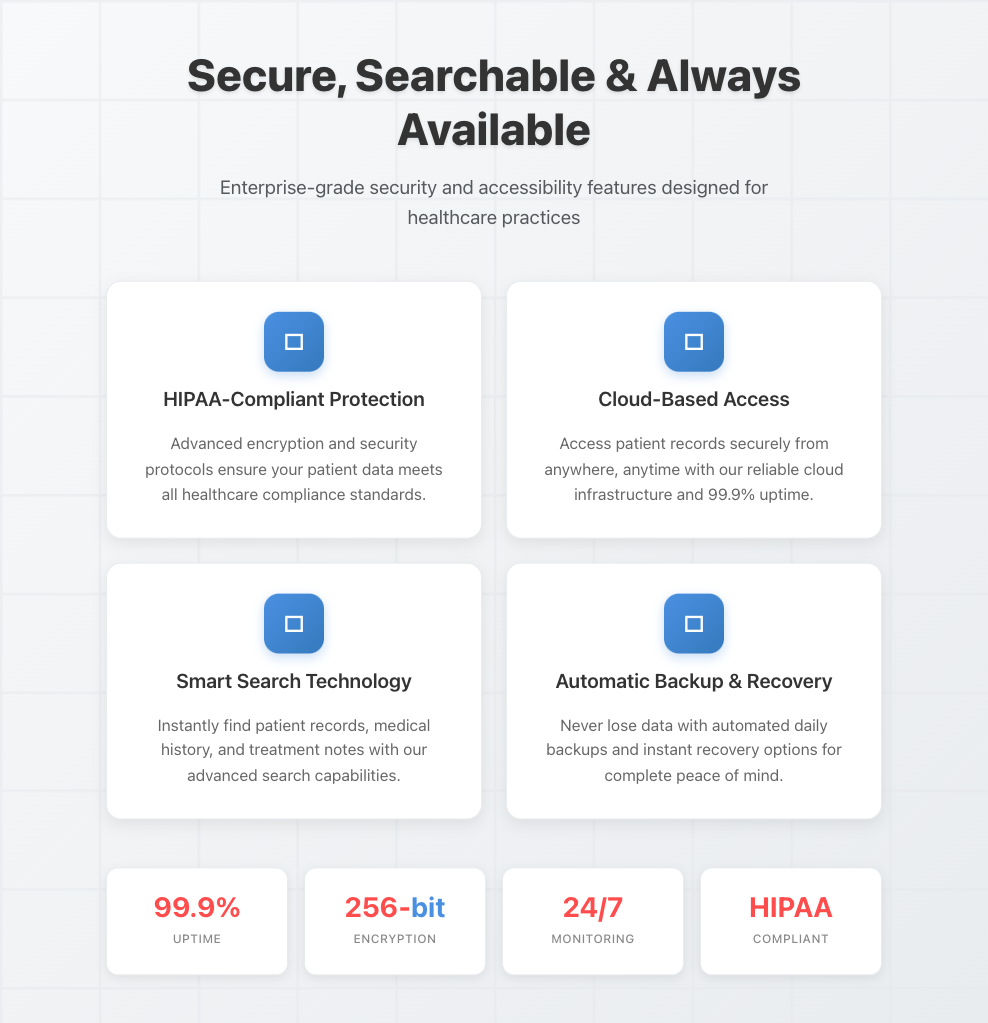 Secure, Searchable & Always
Available
Enterprise-grade security and accessibility features designed for
healthcare practices
HIPAA-Compliant Protection
Advanced encryption and security
protocols ensure your patient data meets
all healthcare compliance standards.
Cloud-Based Access
Access patient records securely from
anywhere, anytime with our reliable cloud
infrastructure and 99.9% uptime.
Smart Search Technology
Instantly find patient records, medical
history, and treatment notes with our
advanced search capabilities.
Automatic Backup & Recovery
Never lose data with automated daily
backups and instant recovery options for
complete peace of mind.
99.9%
UPTIME
256-bit
ENCRYPTION
24/7
MONITORING
HIPAA
COMPLIANT